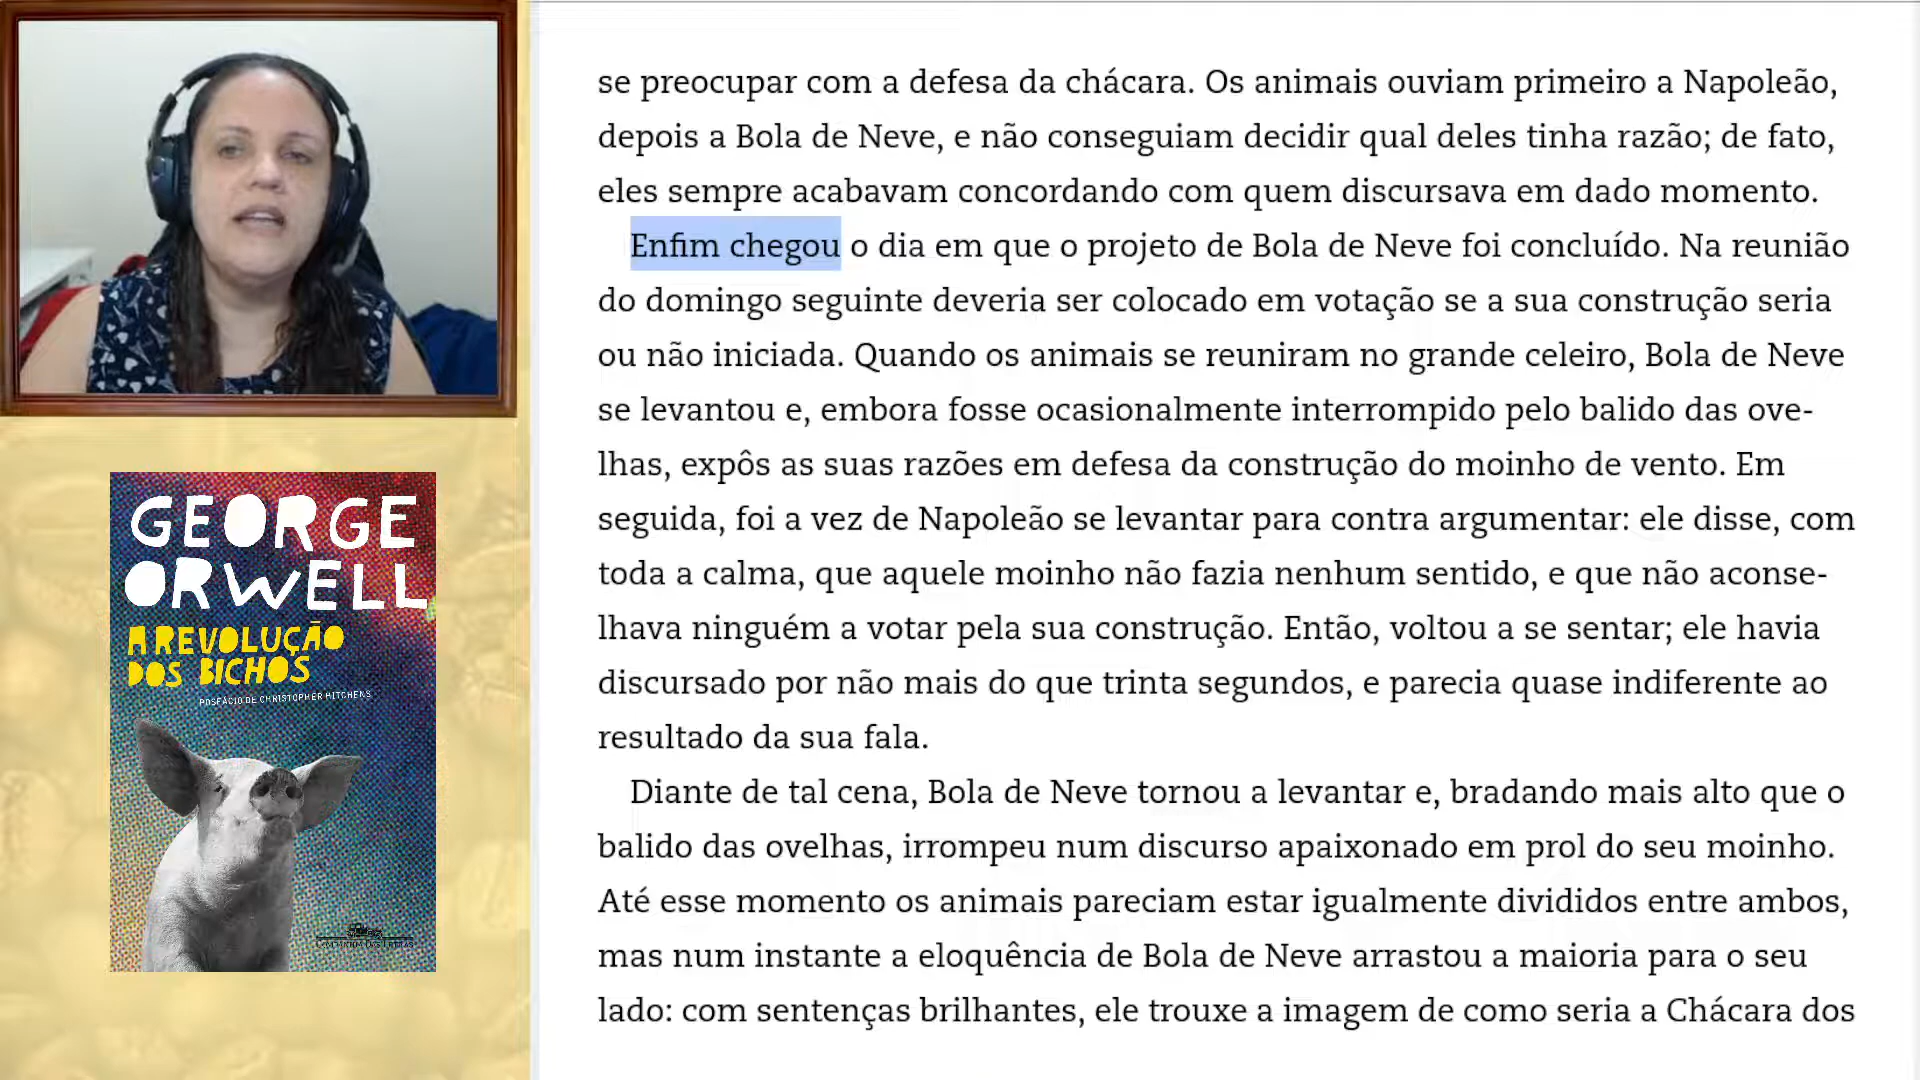 se preocupar com a defesa da chácara. Os animais ouviam primeiro a Napoleão,
depois a Bola de Neve, e não conseguiam decidir qual deles tinha razão; de fato,
eles sempre acabavam concordando com quem discursava em dado momento.
Enfim chegou o dia em que o projeto de Bola de Neve foi concluído. Na reunião
do domingo seguinte deveria ser colocado em votação se a sua construção seria
ou não iniciada. Quando os animais se reuniram no grande celeiro, Bola de Neve
se levantou e, embora fosse ocasionalmente interrompido pelo balido das ove-
lhas, expôs as suas razões em defesa da construção do moinho de vento. Em
seguida, foi a vez de Napoleão se levantar para contra argumentar: ele disse, com
toda a calma, que aquele moinho não fazia nenhum sentido, e que não aconse-
lhava ninguém a votar pela sua construção. Então, voltou a se sentar; ele havia
discursado por não mais do que trinta segundos, e parecia quase indiferente ao
resultado da sua fala.
Diante de tal cena, Bola de Neve tornou a levantar e, bradando mais alto que o
balido das ovelhas, irrompeu num discurso apaixonado em prol do seu moinho.
Até esse momento os animais pareciam estar igualmente divididos entre ambos,
mas num instante a eloquência de Bola de Neve arrastou a maioria para o seu
lado: com sentenças brilhantes, ele trouxe a imagem de como seria a Chácara dos
GEORGE
ORWELL
A REVOLUÇÃO
DOS BICHOS
POSFÁCIO DE CHRISTOPHER HITCHENS
COMPANHIA DAS LETRAS